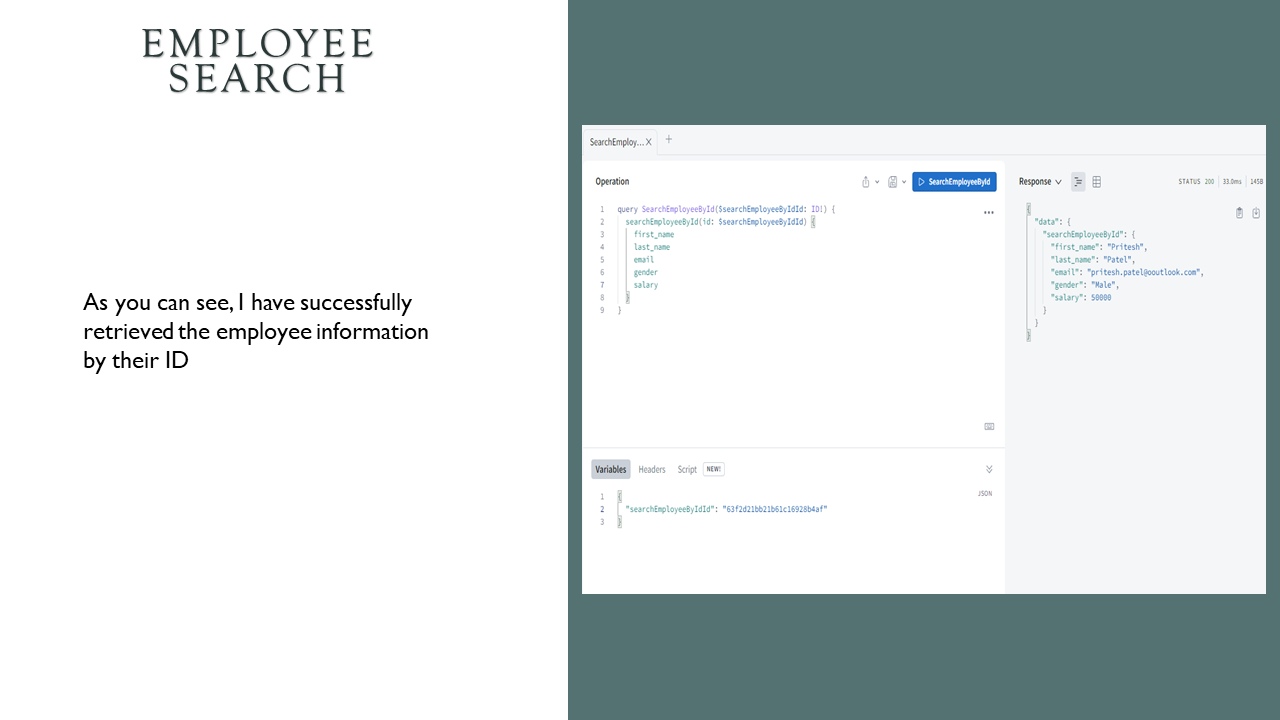 EMPLOYEE
SEARCH
As you can see, I have successfully
retrieved the employee information
by their ID
SearchEmploy... X +
Operation
SearchEmployeeById
1 query SearchEmployeeById($searchEmployeeByIdId: ID!) {
2 searchEmployeeById(id: $searchEmployeeByIdId) {
3 first_name
4 last_name
5 email
6 gender
7 salary
8 }
9 }
Variables Headers Script NEW!
JSON
1 {
2 "searchEmployeeByIdId": "63f2d21bb21b61c16928b4af"
3 }
Response STATUS 200 33.0ms 145B
{
"data": {
"searchEmployeeById": {
"first_name": "Pritesh",
"last_name": "Patel",
"email": "pritesh.patel@ooutlook.com",
"gender": "Male",
"salary": 50000
}
}
}